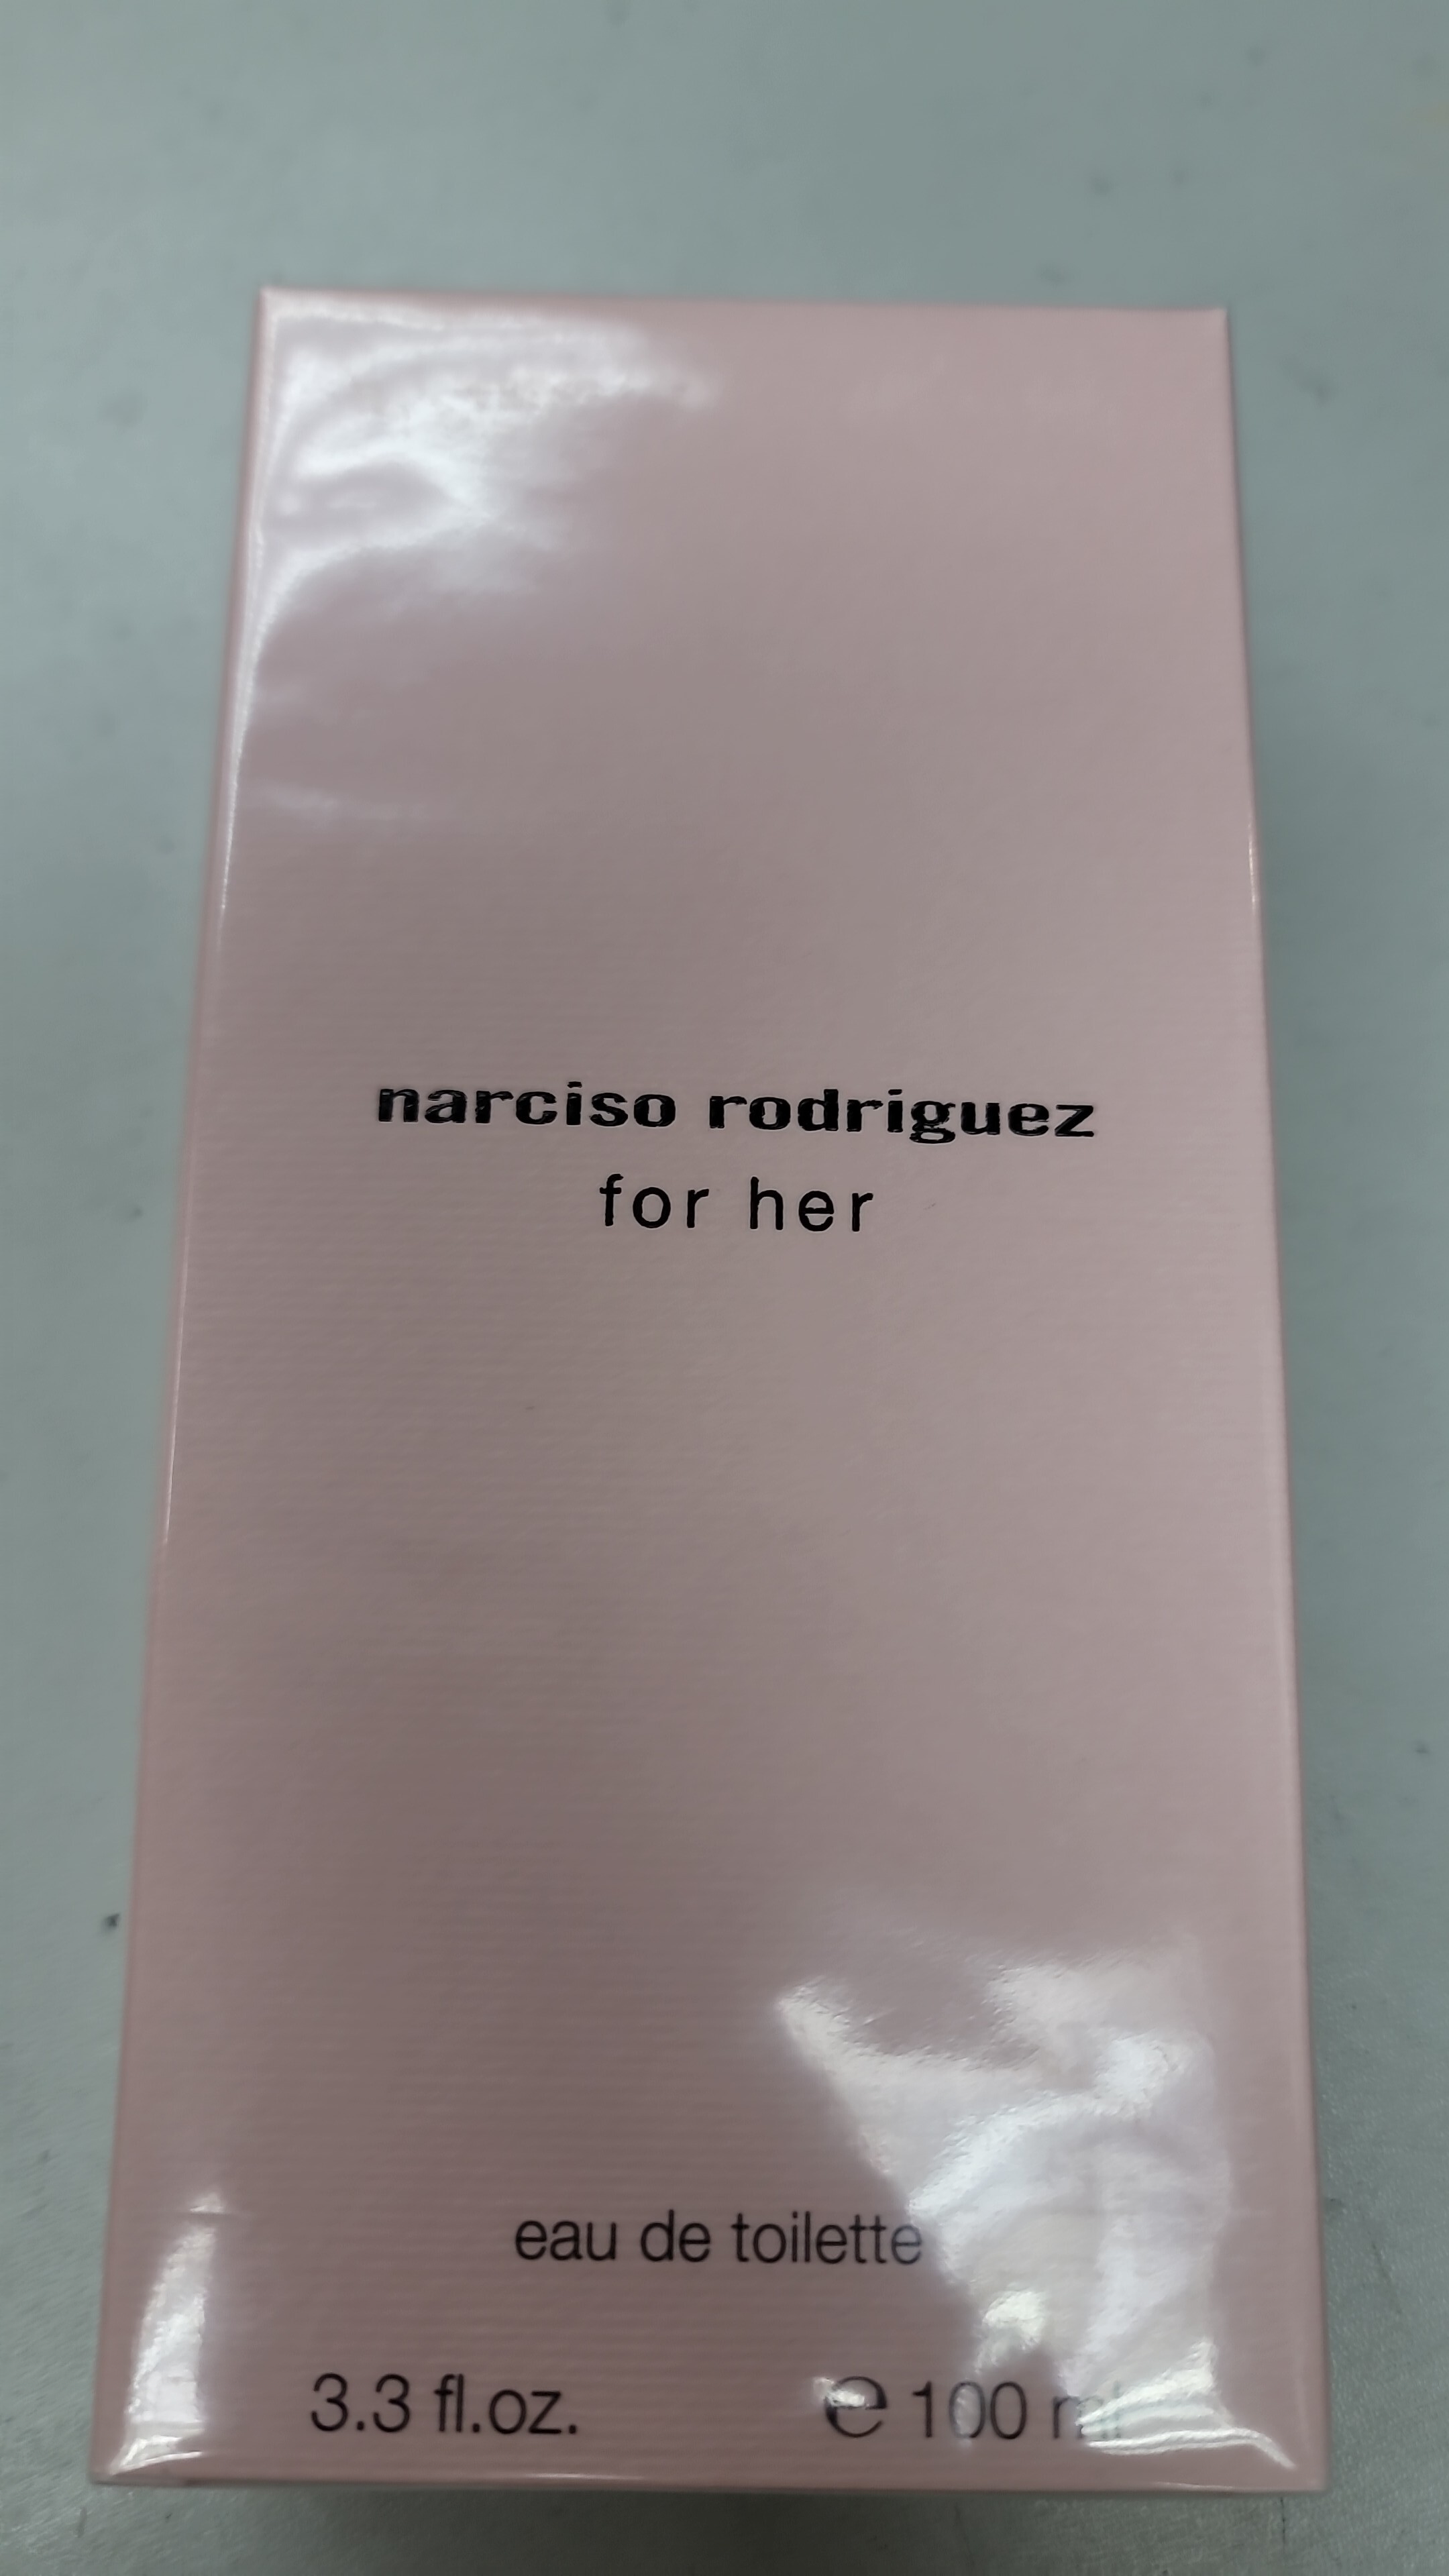 narciso rodriguez
for her
eau de toilette
3.3 fl.oz. ℮ 100 ml